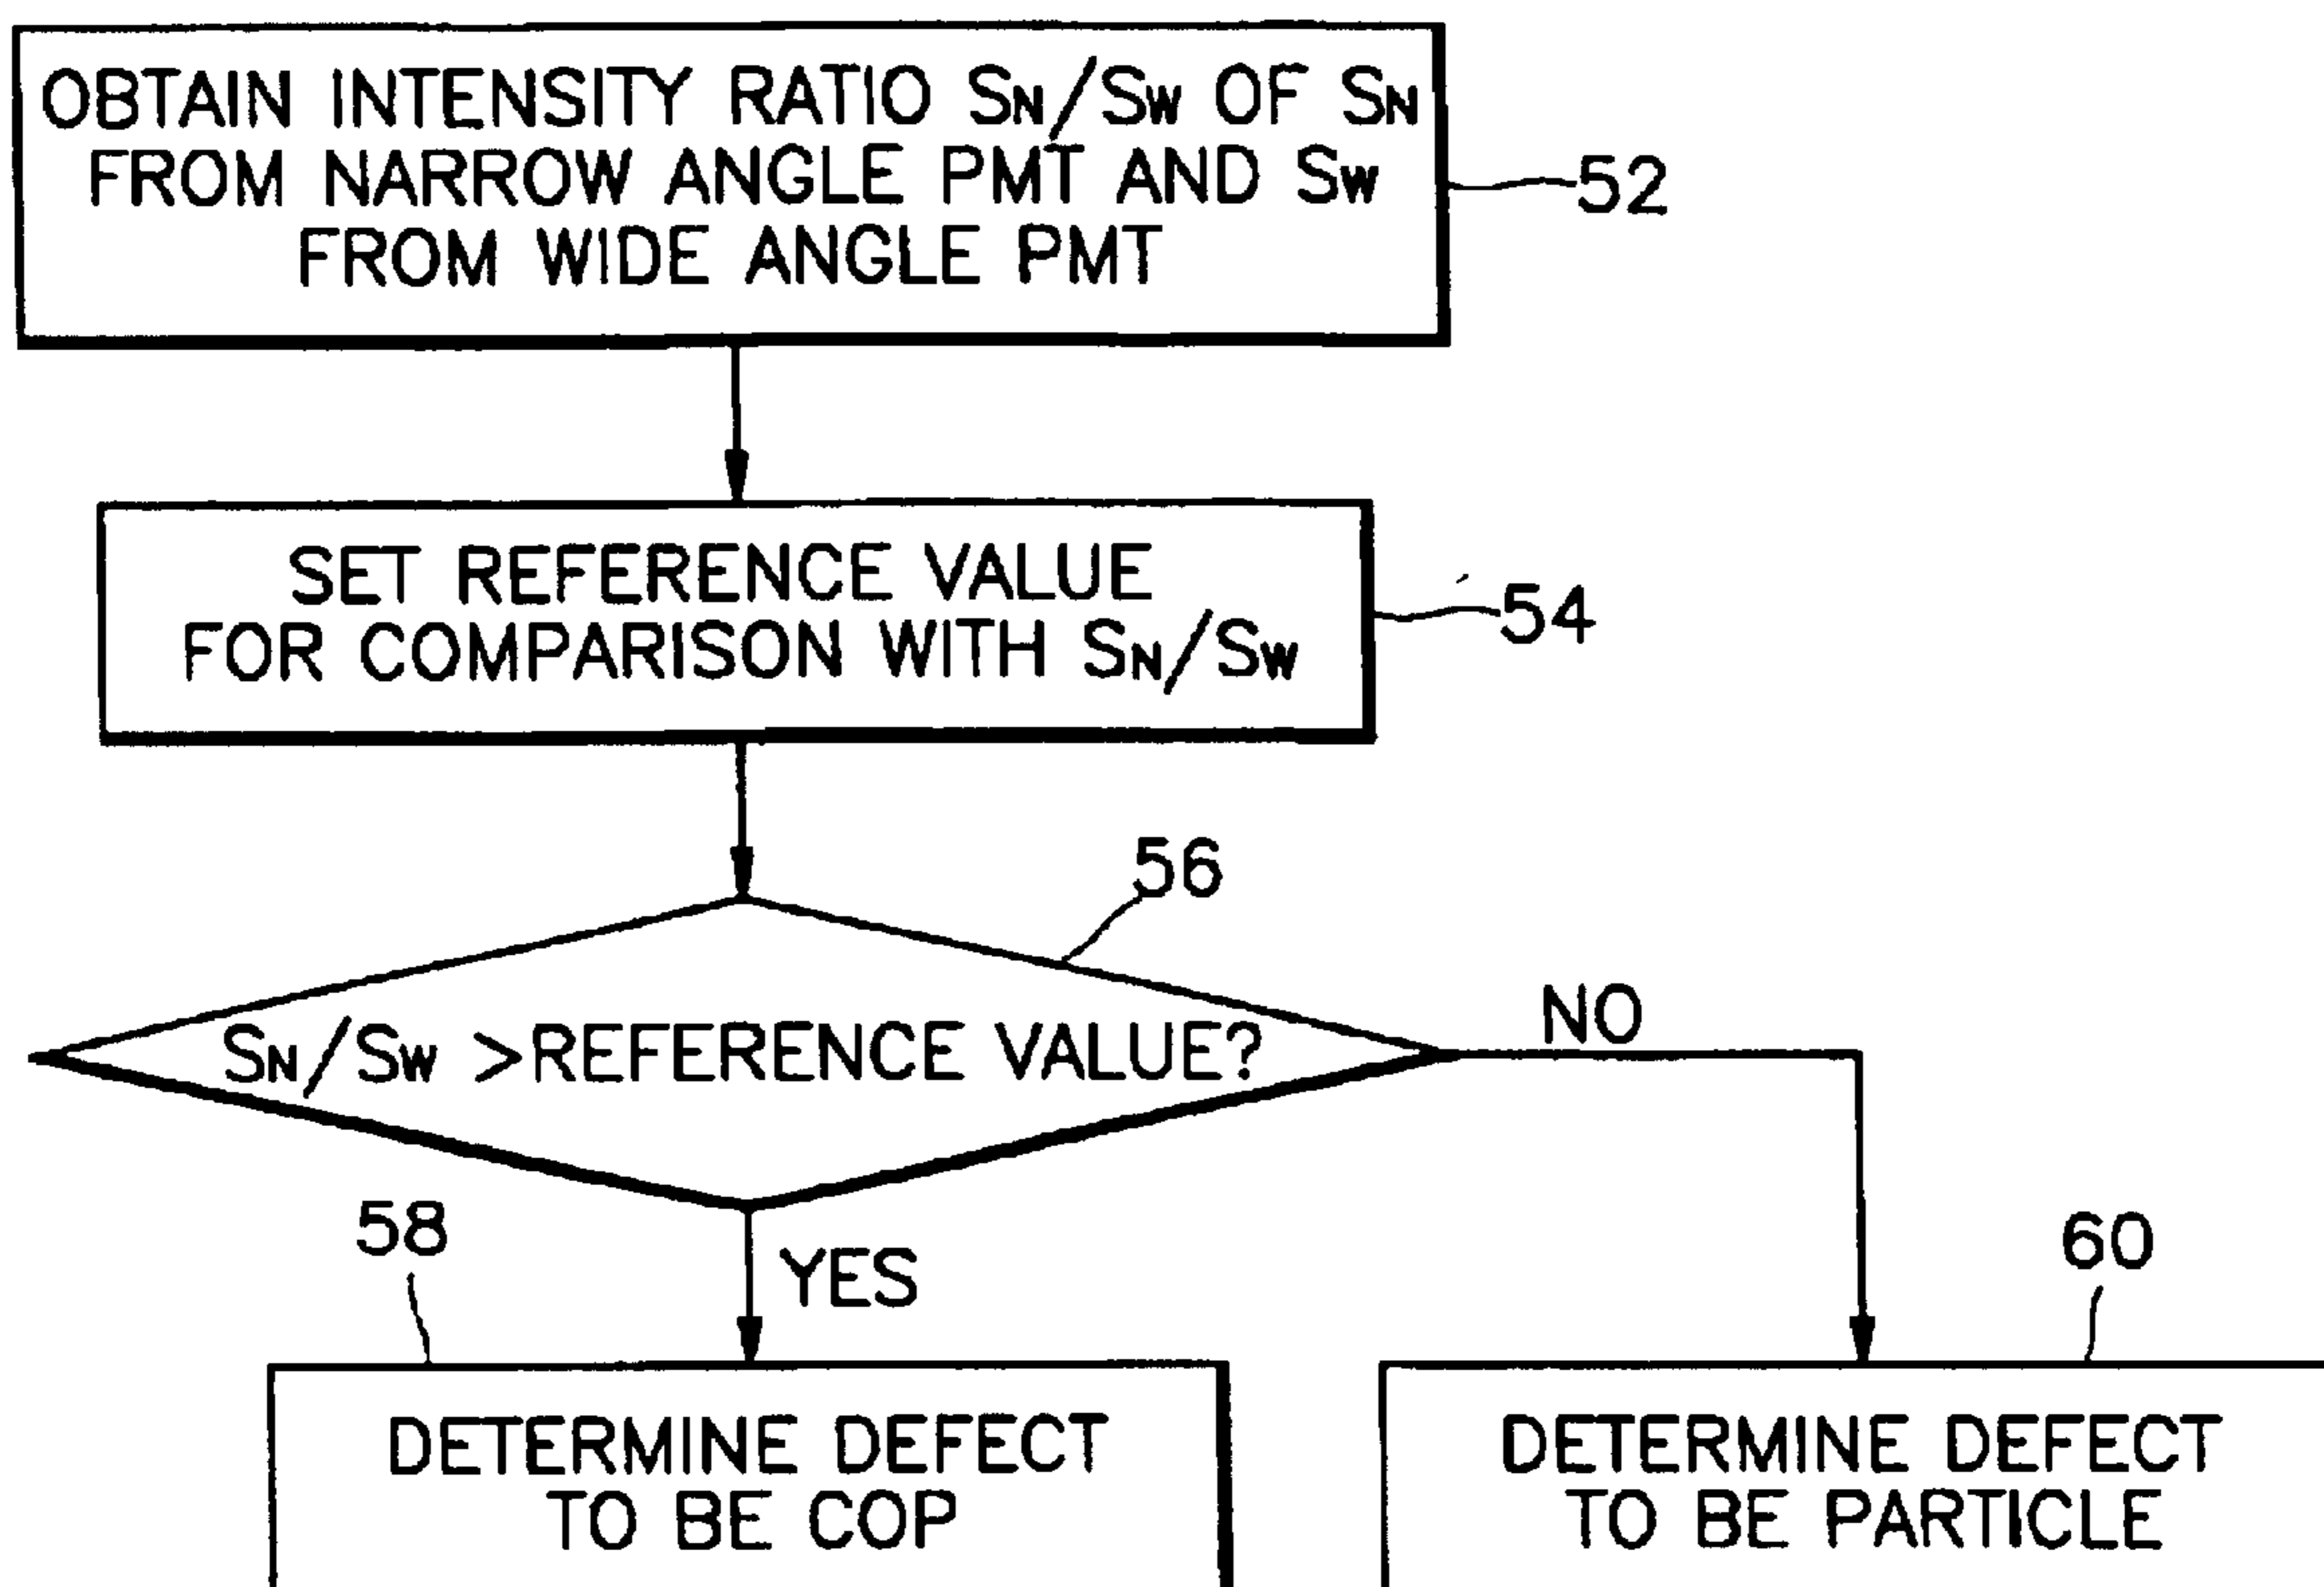 OBTAIN INTENSITY RATIO SN/SW OF SN
FROM NARROW ANGLE PMT AND SW
FROM WIDE ANGLE PMT
52
SET REFERENCE VALUE
FOR COMPARISON WITH SN/SW
54
56
SN/SW >REFERENCE VALUE?
NO
58
YES
60
DETERMINE DEFECT
TO BE COP
DETERMINE DEFECT
TO BE PARTICLE